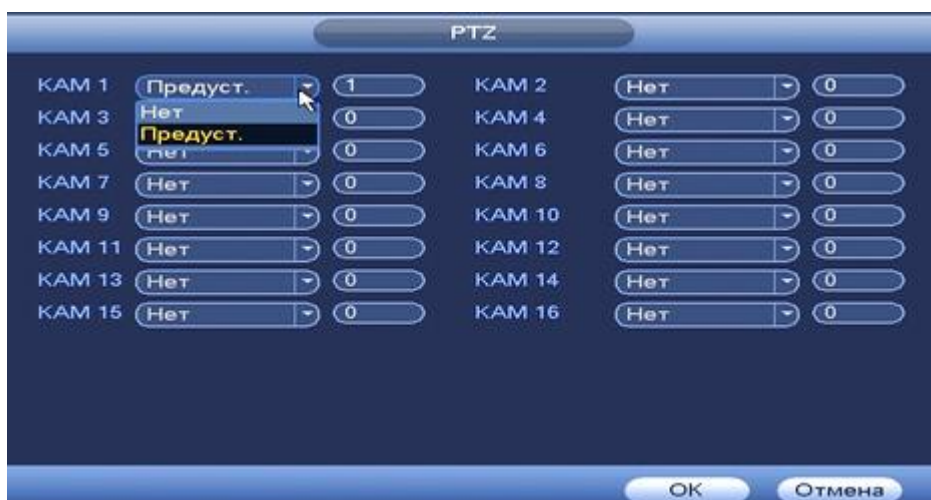 PTZ
КАМ 1 Предуст. 1 КАМ 2 Нет 0
КАМ 3 Нет 0 КАМ 4 Нет 0
Предуст.
КАМ 5 Нет 0 КАМ 6 Нет 0
КАМ 7 Нет 0 КАМ 8 Нет 0
КАМ 9 Нет 0 КАМ 10 Нет 0
КАМ 11 Нет 0 КАМ 12 Нет 0
КАМ 13 Нет 0 КАМ 14 Нет 0
КАМ 15 Нет 0 КАМ 16 Нет 0
OK Отмена